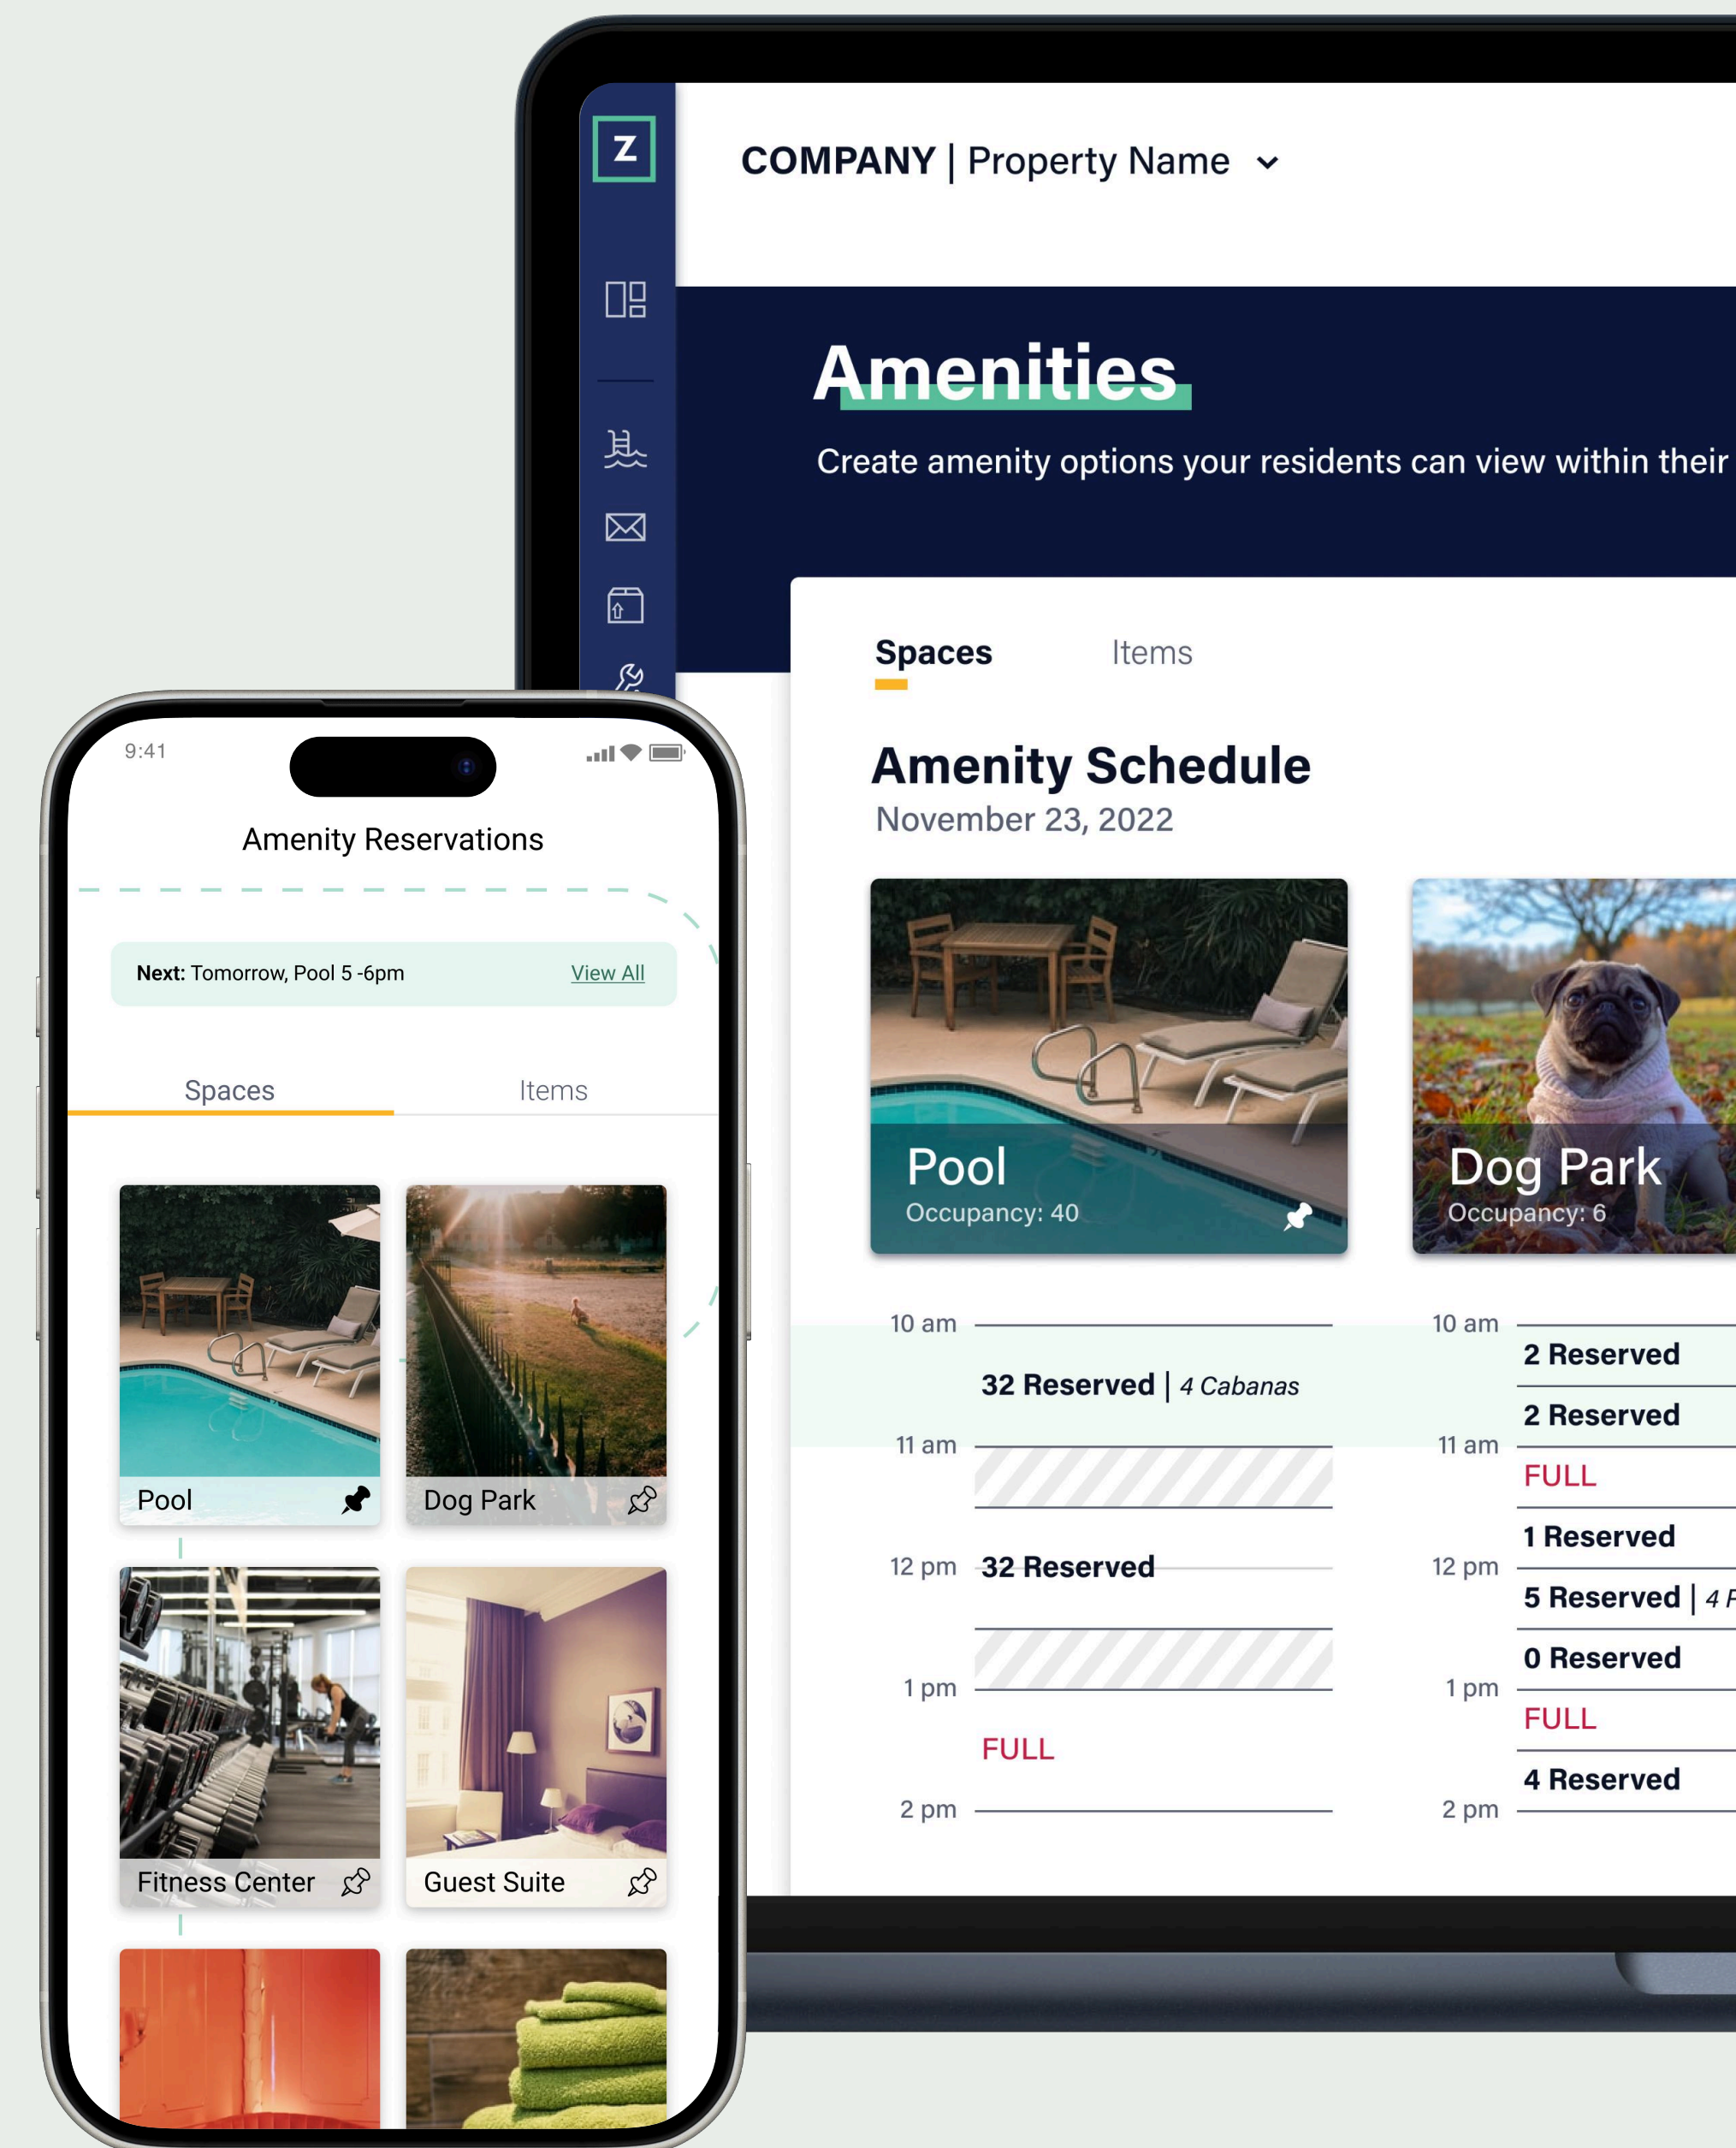 Z
COMPANY | Property Name
Amenities
Create amenity options your residents can view within their
Spaces
Items
Amenity Schedule
November 23, 2022
Pool
Occupancy: 40
Dog Park
Occupancy: 6
10 am
32 Reserved | 4 Cabanas
11 am
12 pm
32 Reserved
1 pm
FULL
2 pm
10 am
2 Reserved
2 Reserved
11 am
FULL
1 Reserved
12 pm
5 Reserved | 4
0 Reserved
1 pm
FULL
4 Reserved
2 pm
9:41
Amenity Reservations
Next: Tomorrow, Pool 5 -6pm
View All
Spaces
Items
Pool
Dog Park
Fitness Center
Guest Suite